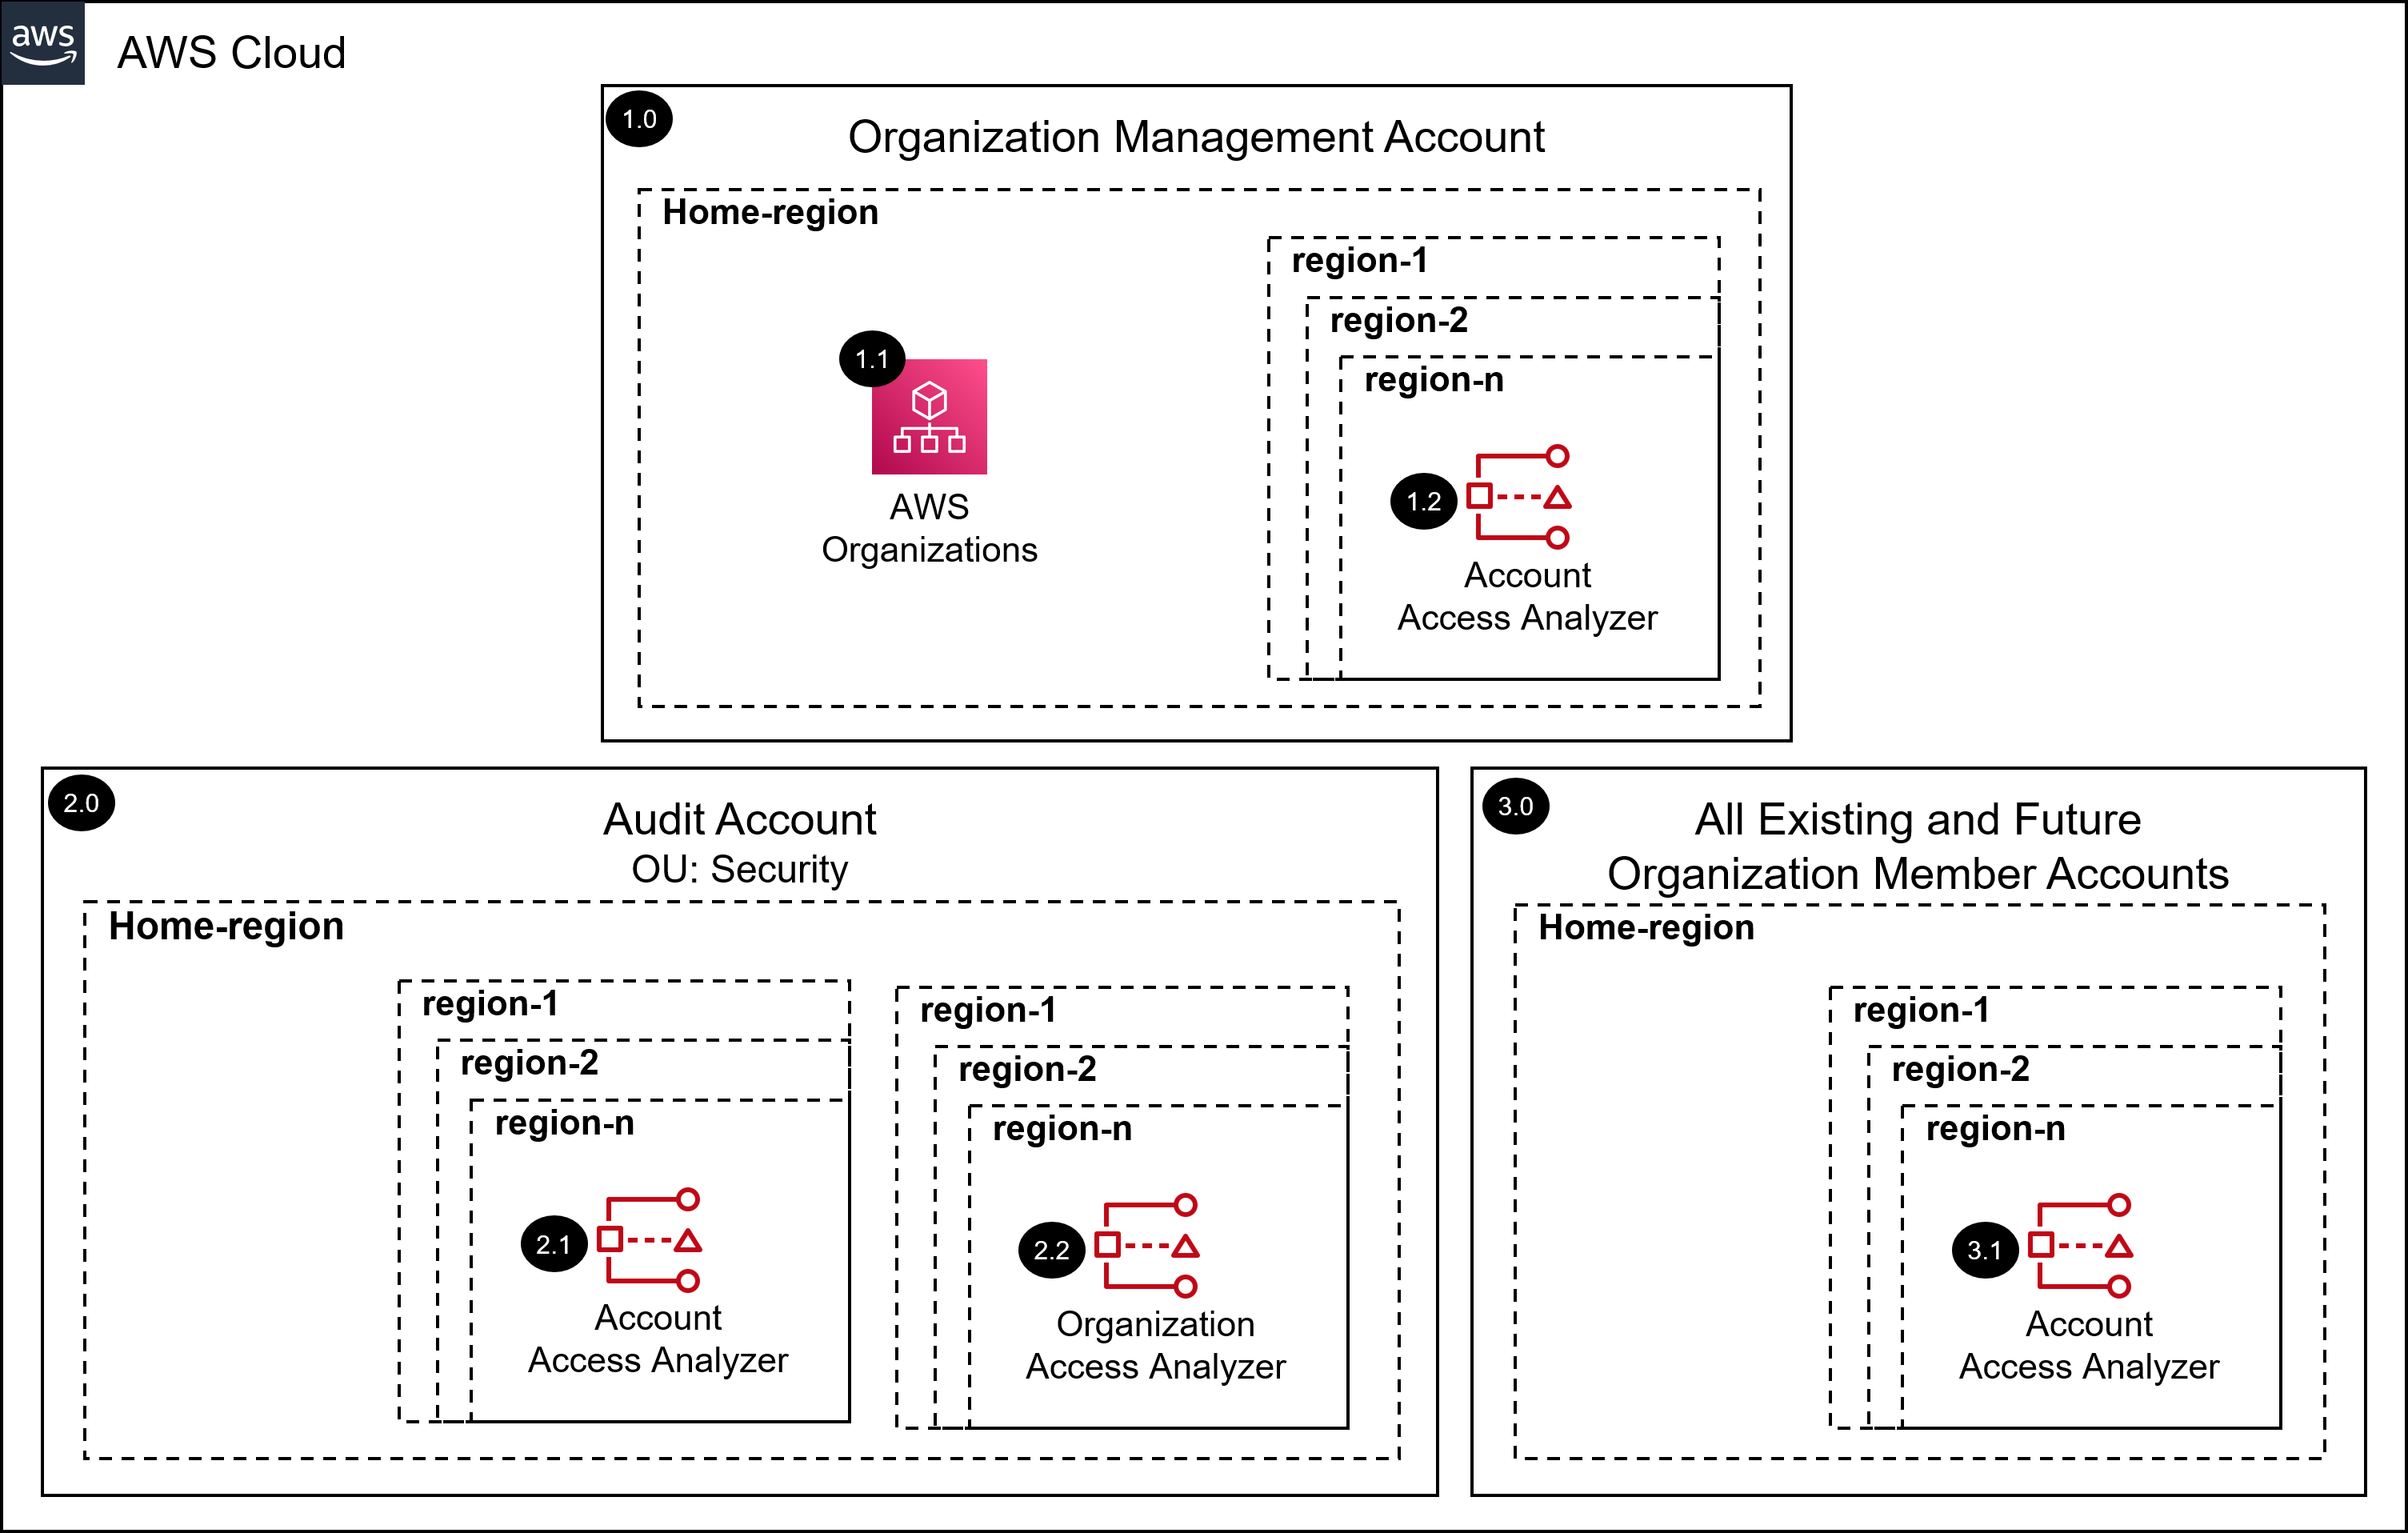 aws
AWS Cloud
1.0
Organization Management Account
Home-region
region-1
region-2
region-n
1.1
AWS
Organizations
1.2
Account
Access Analyzer
2.0
Audit Account
OU: Security
Home-region
region-1
region-2
region-n
2.1
Account
Access Analyzer
region-1
region-2
region-n
2.2
Organization
Access Analyzer
3.0
All Existing and Future
Organization Member Accounts
Home-region
region-1
region-2
region-n
3.1
Account
Access Analyzer